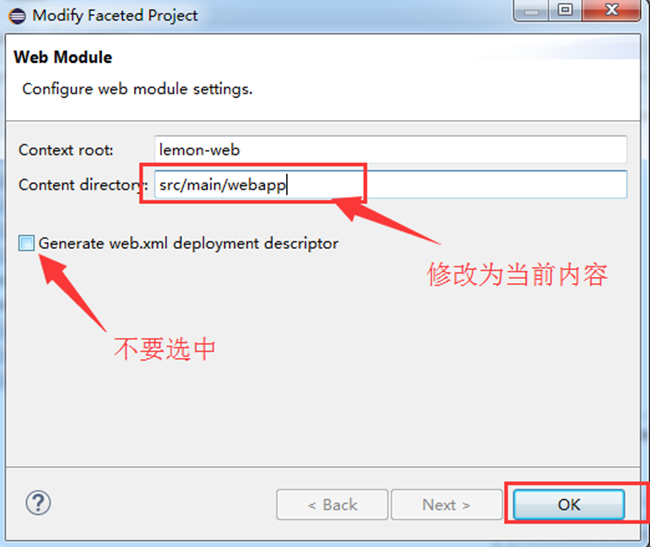 Modify Faceted Project
Web Module
Configure web module settings.
Context root: lemon-web
Content directory: src/main/webapp
Generate web.xml deployment descriptor
修改为当前内容
不要选中
?
< Back
Next >
OK